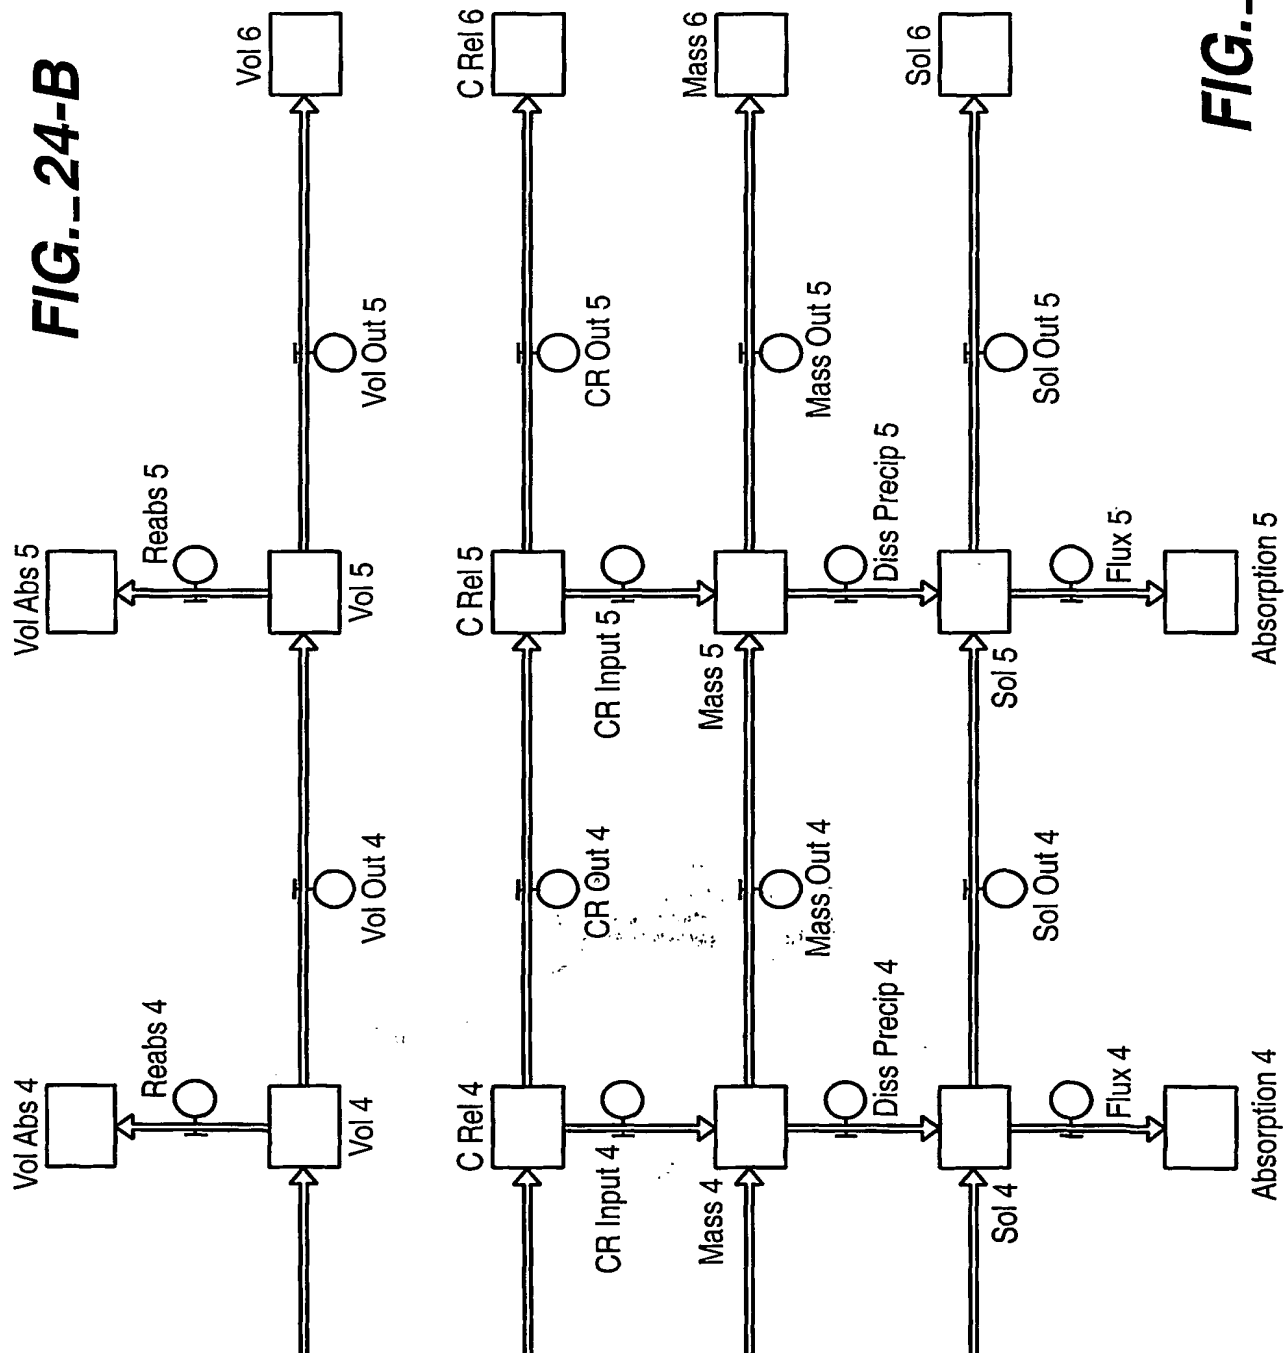 FIG._24-B
Vol Abs 4
Reabs 4
Vol 4
Vol Out 4
Vol Abs 5
Reabs 5
Vol 5
Vol Out 5
Vol 6
C Rel 4
CR Input 4
CR Out 4
C Rel 5
CR Input 5
CR Out 5
C Rel 6
Mass 4
Diss Precip 4
Mass Out 4
Mass 5
Diss Precip 5
Mass Out 5
Mass 6
Sol 4
Flux 4
Sol Out 4
Sol 5
Flux 5
Sol Out 5
Sol 6
Absorption 4
Absorption 5
FIG._